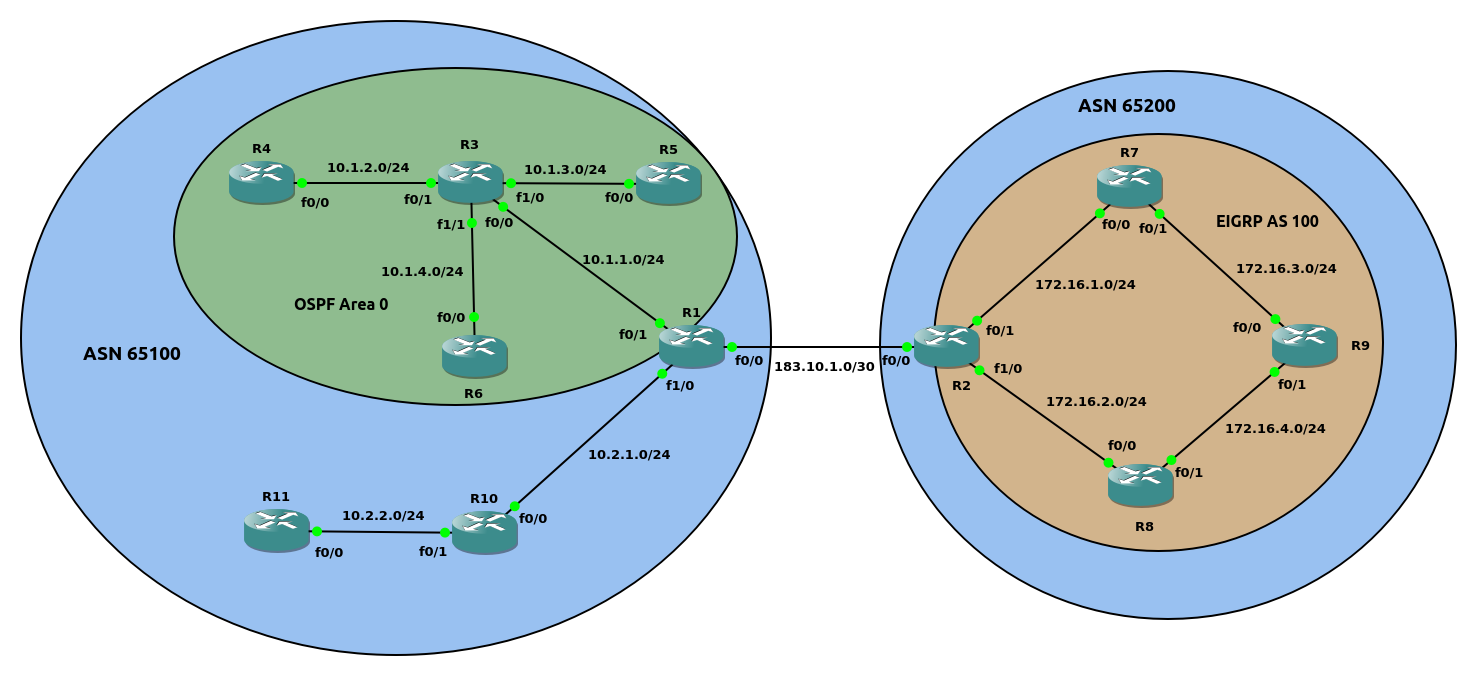 ASN 65100
R4
10.1.2.0/24
f0/0
R3
f0/1
10.1.3.0/24
f1/0
R5
f0/0
f1/1
f0/0
10.1.1.0/24
10.1.4.0/24
OSPF Area 0
f0/0
R6
R1
f0/1
f0/0
f1/0
183.10.1.0/30
10.2.1.0/24
R11
10.2.2.0/24
R10
f0/0
f0/0
f0/1
ASN 65200
R7
EIGRP AS 100
f0/0
f0/1
172.16.3.0/24
172.16.1.0/24
f0/0
f0/1
f0/0
R9
R2
f1/0
f0/1
172.16.2.0/24
172.16.4.0/24
f0/0
f0/1
R8